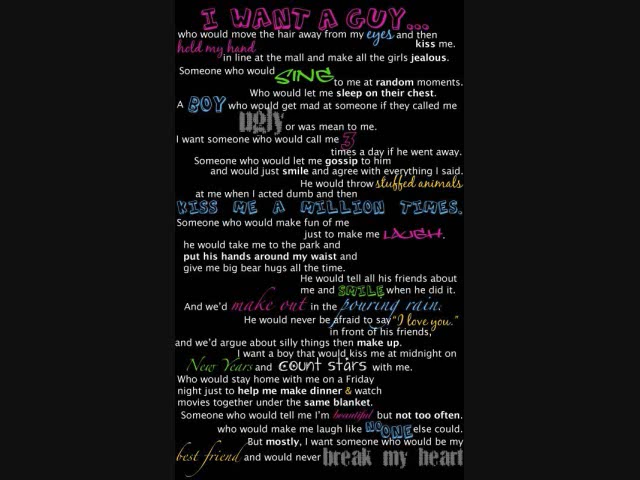 I WANT A GUY...
who would move the hair away from my eyes and then
kiss me.
hold my hand
in line at the mall and make all the girls jealous.
Someone who would
SING
to me at random moments.
Who would let me sleep on their chest.
A BOY who would get mad at someone if they called me
ugly or was mean to me.
I want someone who would call me 3
times a day if he went away.
Someone who would let me gossip to him
and would just smile and agree with everything I said.
He would throw stuffed animals
at me when I acted dumb and then
KISS ME A MILLION TIMES.
Someone who would make fun of me
just to make me LAUGH.
he would take me to the park and
put his hands around my waist and
give me big bear hugs all the time.
He would tell all his friends about
me and SMILE when he did it.
And we'd make out in the pouring rain.
He would never be afraid to say "I love you."
in front of his friends,
and we'd argue about silly things then make up.
I want a boy that would kiss me at midnight on
New Years and count stars with me.
Who would stay home with me on a Friday
night just to help me make dinner & watch
movies together under the same blanket.
Someone who would tell me I'm beautiful but not too often.
who would make me laugh like NO ONE else could.
But mostly, I want someone who would be my
best friend and would never break my heart